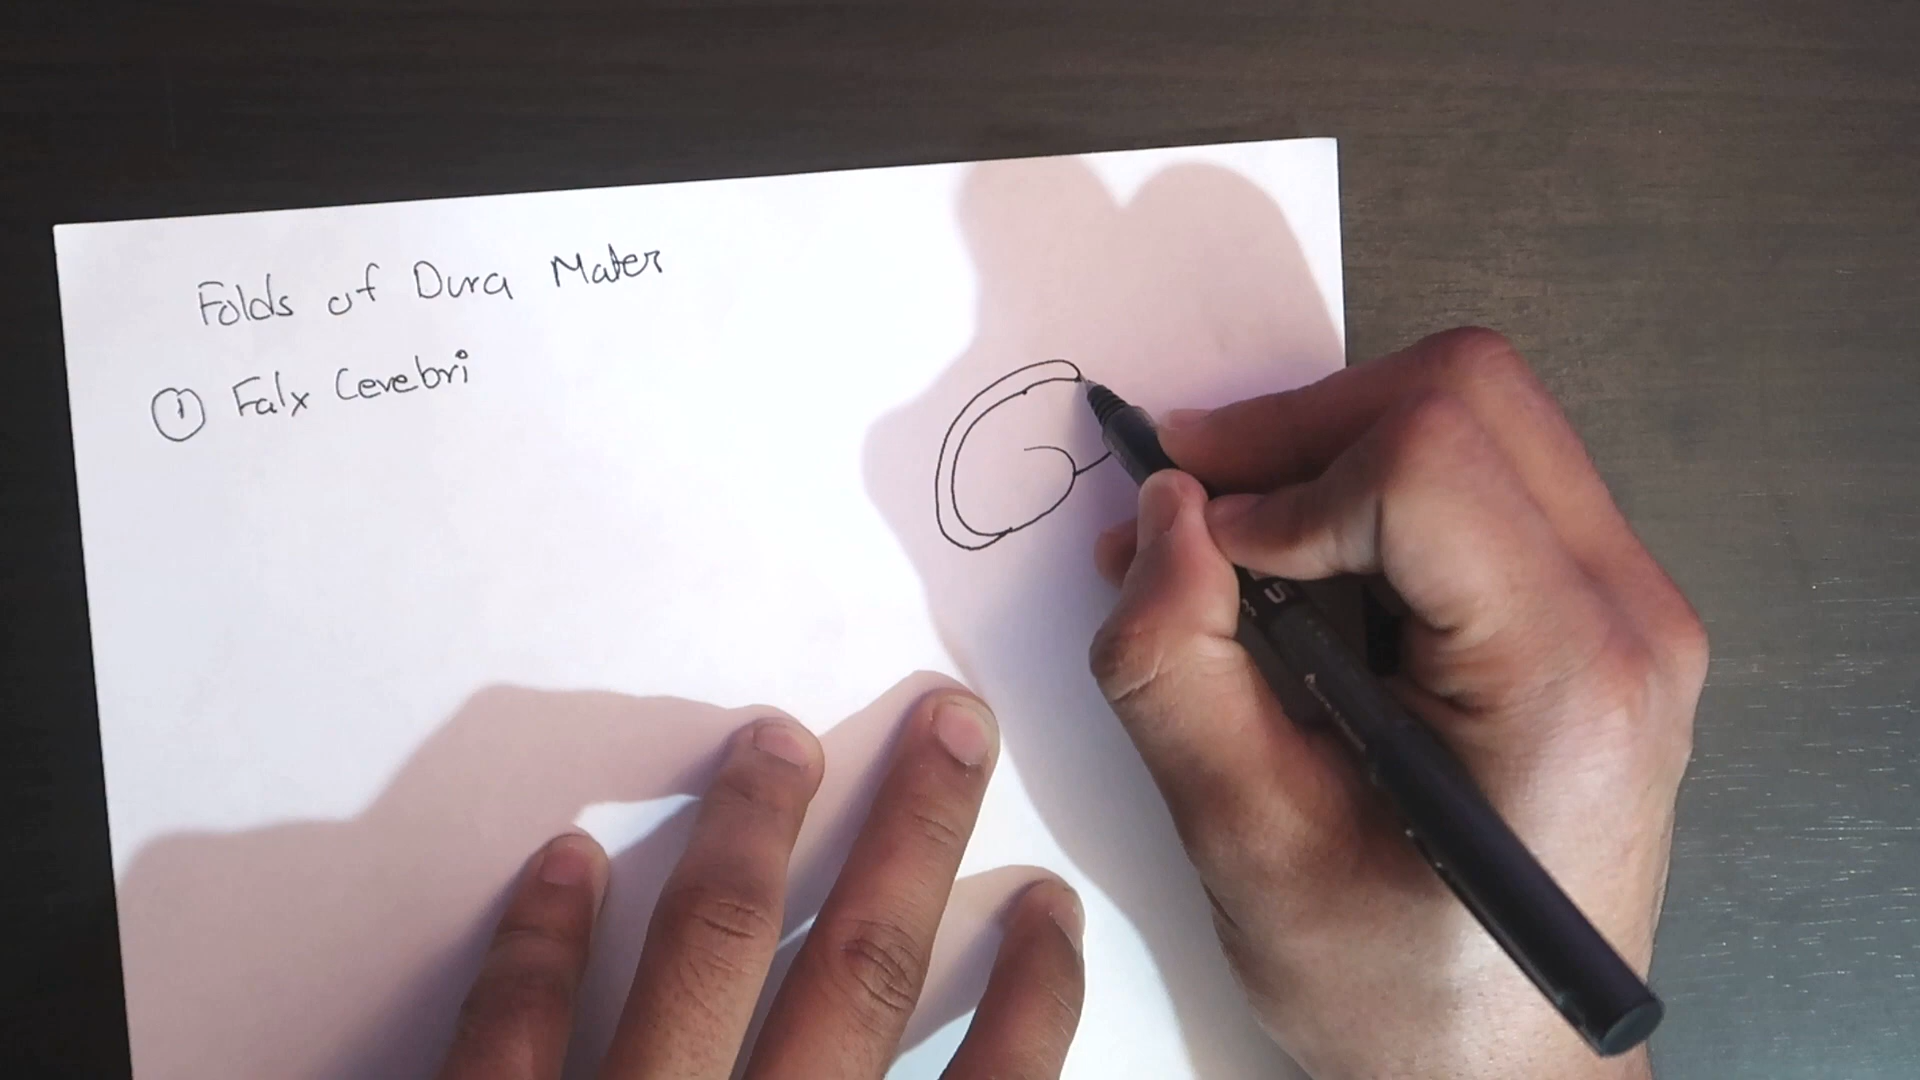 Folds of Dura Mater
① Falx Cerebri